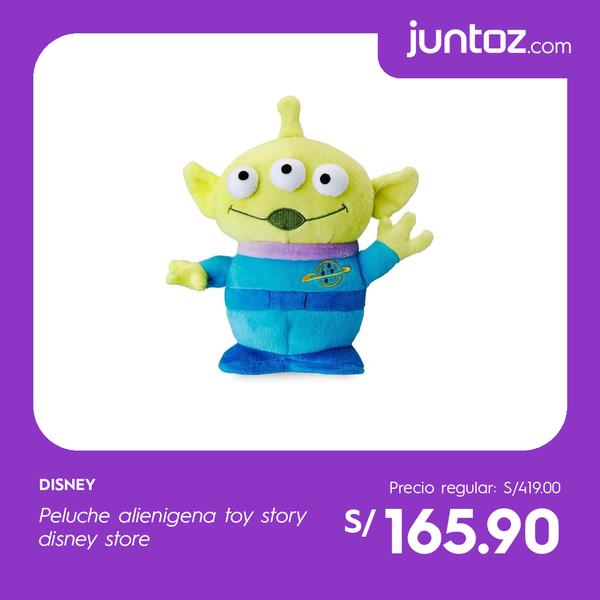 juntoz.com
DISNEY
Peluche alienigena toy story
disney store
Precio regular: S/419.00
S/165.90